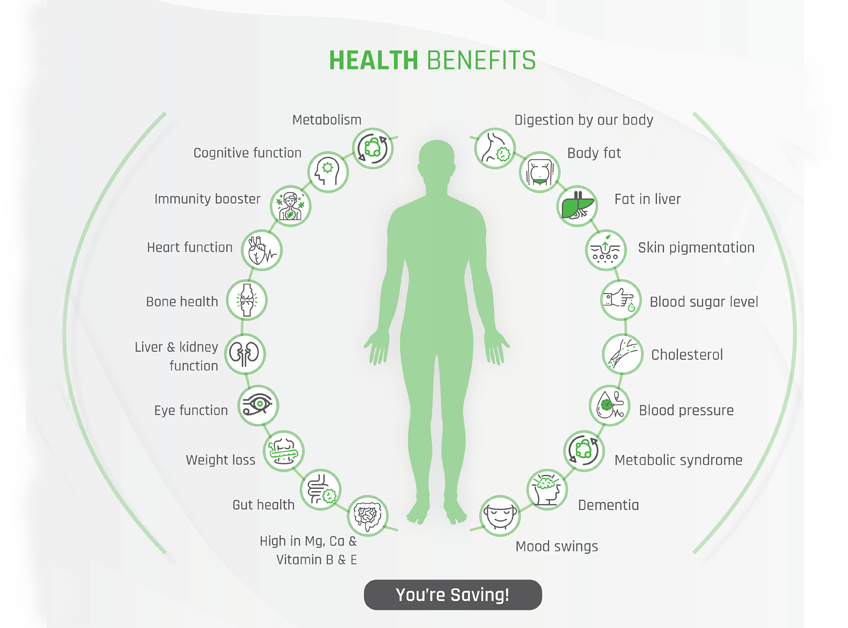 HEALTH BENEFITS
Metabolism
Cognitive function
Immunity booster
Heart function
Bone health
Liver & kidney
function
Eye function
Weight loss
Gut health
High in Mg, Ca &
Vitamin B & E
Digestion by our body
Body fat
Fat in liver
Skin pigmentation
Blood sugar level
Cholesterol
Blood pressure
Metabolic syndrome
Dementia
Mood swings
You're Saving!